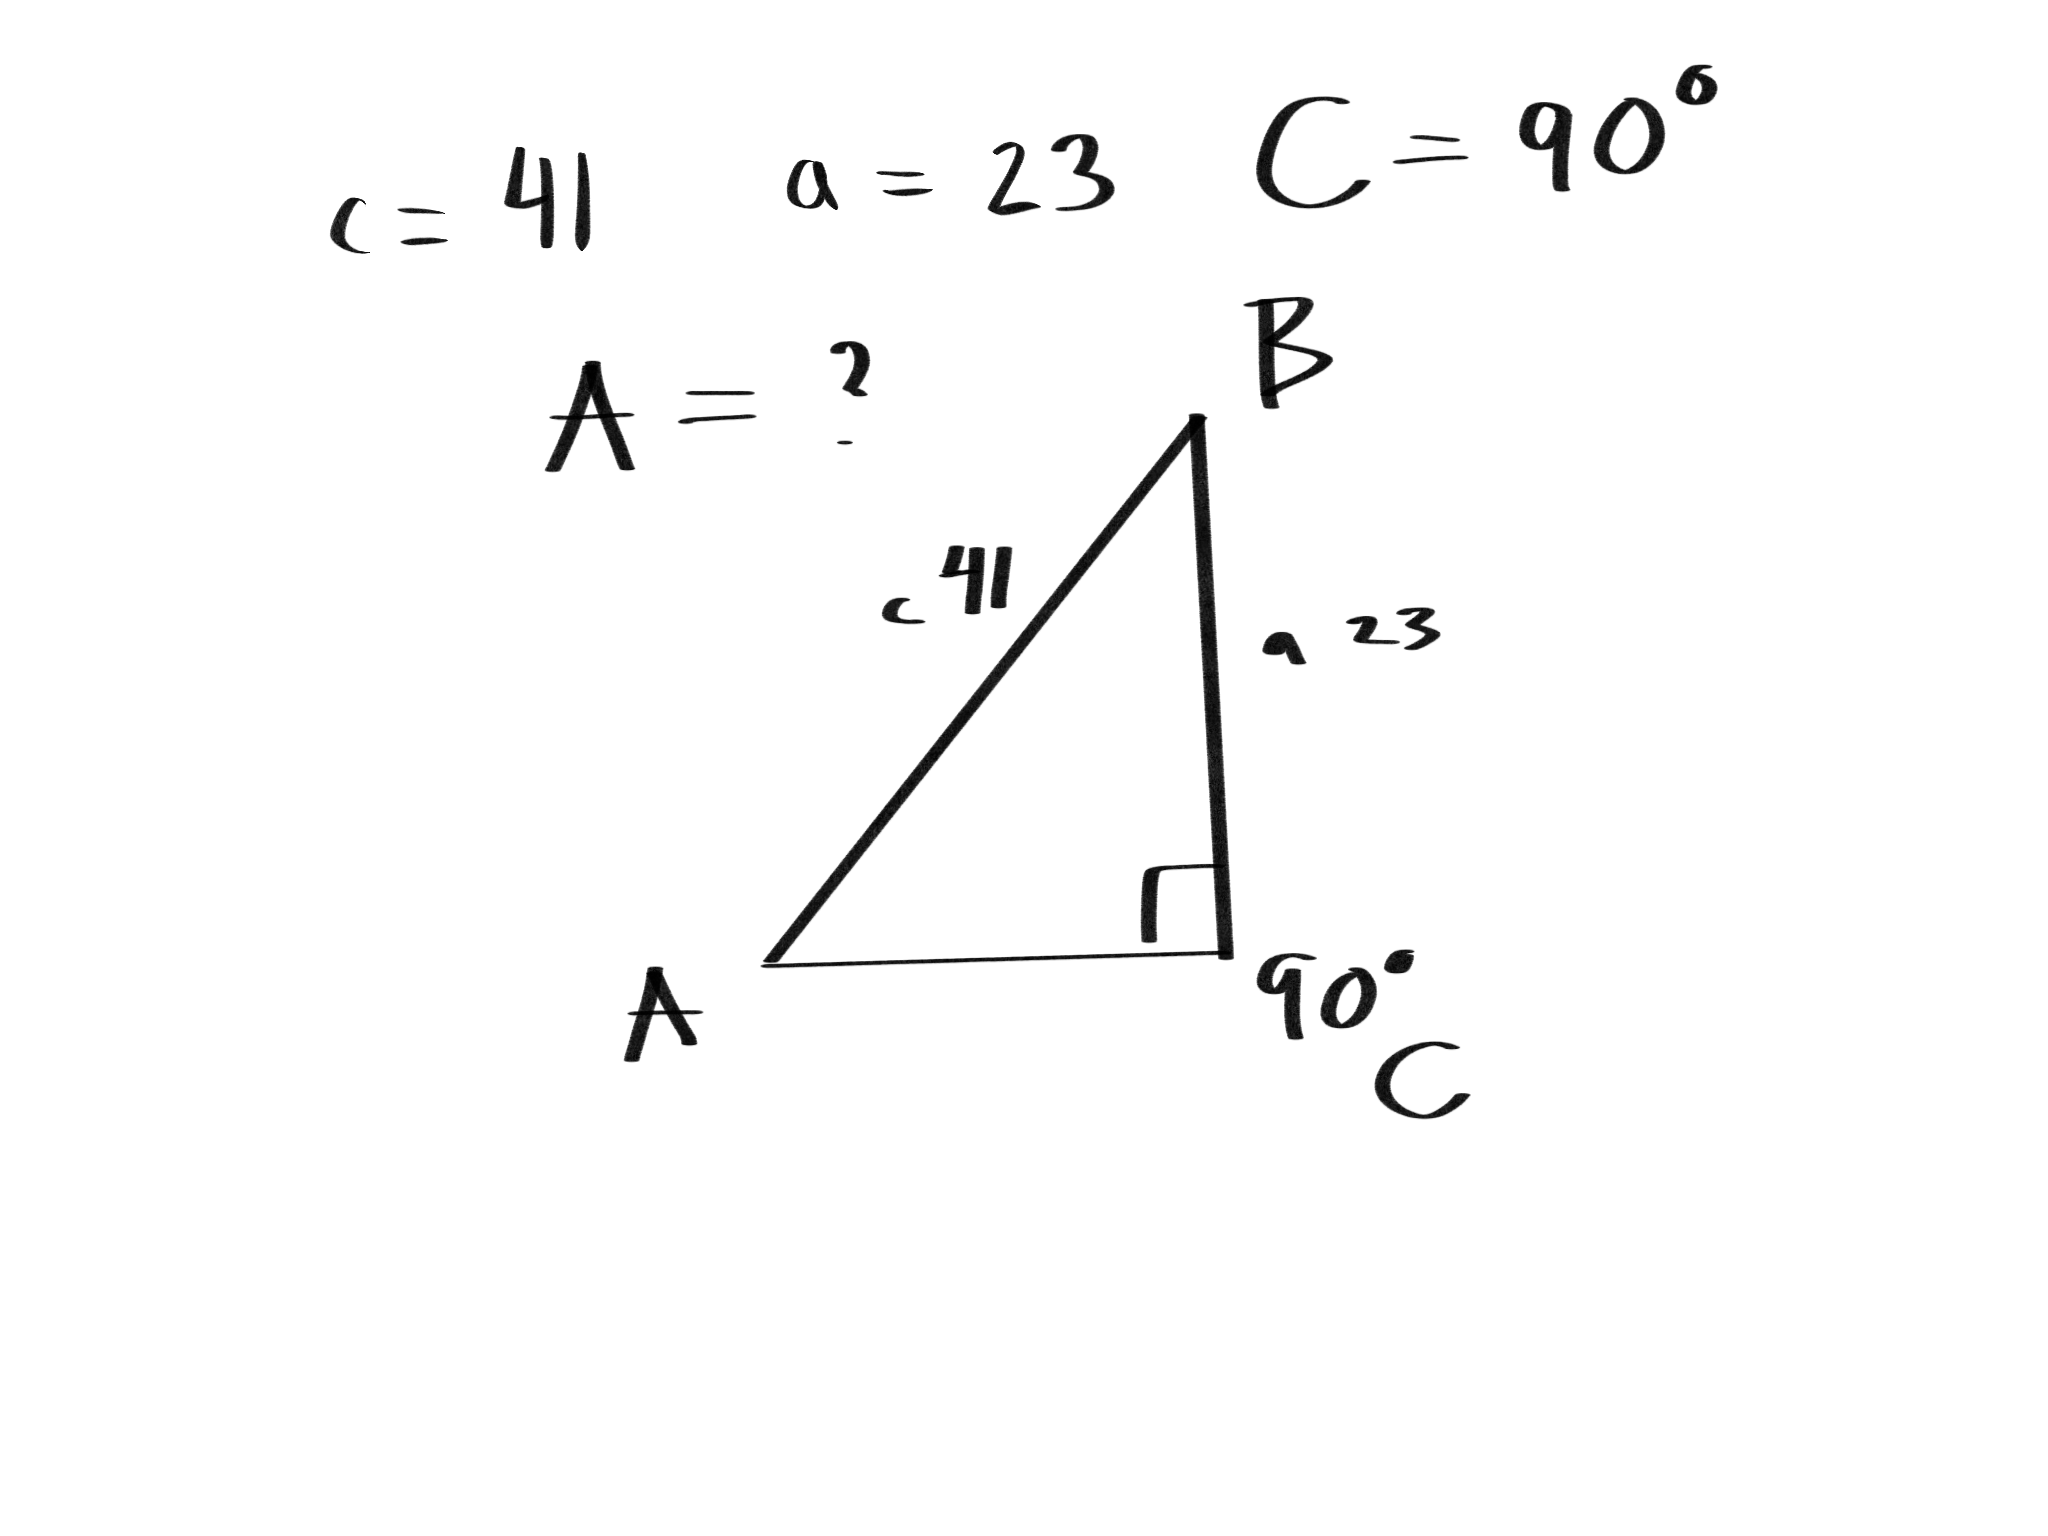 c = 41 a = 23 C = 90°
A = ?
B
c 41
a 23
A
90°
C